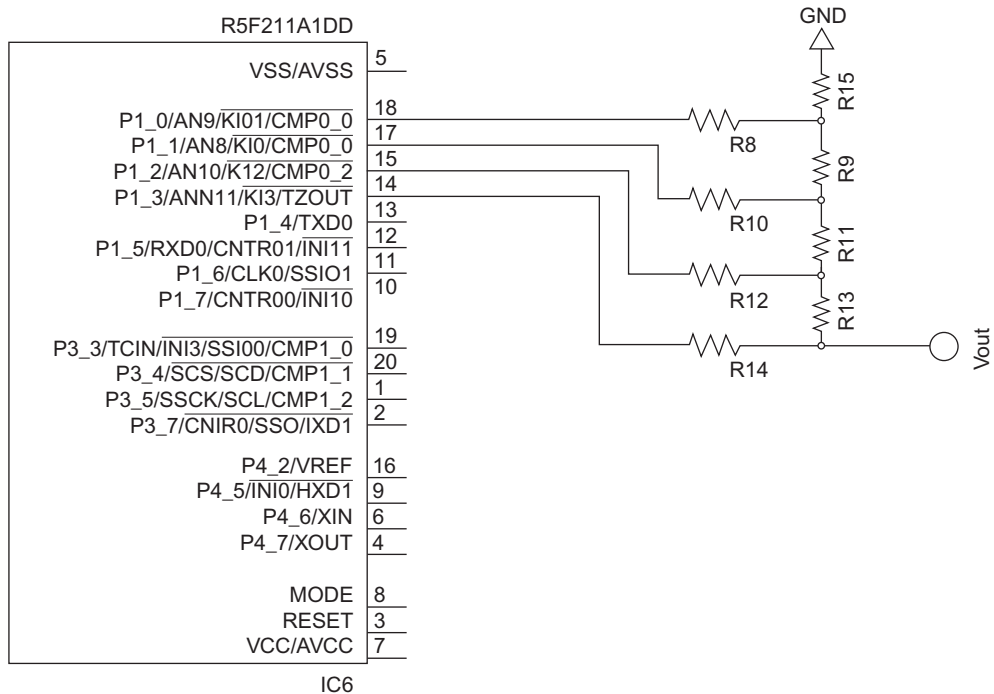 R5F211A1DD
GND
VSS/AVSS 5
R15
P1_0/AN9/KI01/CMP0_0 18
R8
P1_1/AN8/KI0/CMP0_0 17
R9
P1_2/AN10/K12/CMP0_2 15
R10
P1_3/ANN11/KI3/TZOUT 14
R11
P1_4/TXD0 13
P1_5/RXD0/CNTR01/INI11 12
P1_6/CLK0/SSIO1 11
R12
P1_7/CNTR00/INI10 10
R13
P3_3/TCIN/INI3/SSI00/CMP1_0 19
Vout
P3_4/SCS/SCD/CMP1_1 20
R14
P3_5/SSCK/SCL/CMP1_2 1
P3_7/CNIR0/SSO/IXD1 2
P4_2/VREF 16
P4_5/INI0/HXD1 9
P4_6/XIN 6
P4_7/XOUT 4
MODE 8
RESET 3
VCC/AVCC 7
IC6